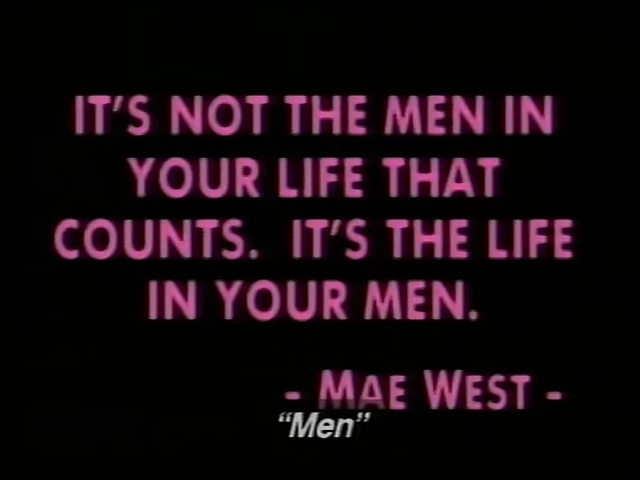 IT'S NOT THE MEN IN
YOUR LIFE THAT
COUNTS. IT'S THE LIFE
IN YOUR MEN.
- MAE WEST -
“Men”